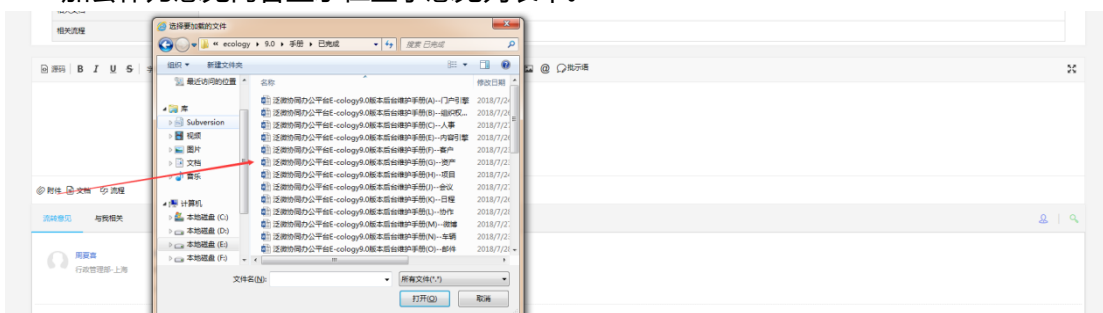 相关流程
选择要加载的文件
« ecology ▸ 9.0 ▸ 手册 ▸ 已完成
搜索 已完成
组织 ▼ 新建文件夹
源码 B I U S
@ 批示语
最近访问的位置
名称 修改日期
库
Subversion
视频
图片
文档
音乐
计算机
本地磁盘 (C:)
本地磁盘 (D:)
本地磁盘 (E:)
本地磁盘 (F:)
泛微协同办公平台E-cology9.0版本后台维护手册(A)--门户引擎 2018/7/2
泛微协同办公平台E-cology9.0版本后台维护手册(B)--组织权... 2018/7/2
泛微协同办公平台E-cology9.0版本后台维护手册(C)--人事 2018/7/2
泛微协同办公平台E-cology9.0版本后台维护手册(E)--内容引擎 2018/7/2
泛微协同办公平台E-cology9.0版本后台维护手册(F)--客户 2018/7/2
泛微协同办公平台E-cology9.0版本后台维护手册(G)--资产 2018/7/2
泛微协同办公平台E-cology9.0版本后台维护手册(H)--项目 2018/7/2
泛微协同办公平台E-cology9.0版本后台维护手册(J)--会议 2018/7/2
泛微协同办公平台E-cology9.0版本后台维护手册(K)--日程 2018/7/2
泛微协同办公平台E-cology9.0版本后台维护手册(L)--协作 2018/7/2
泛微协同办公平台E-cology9.0版本后台维护手册(M)--微博 2018/7/2
泛微协同办公平台E-cology9.0版本后台维护手册(N)--车辆 2018/7/2
泛微协同办公平台E-cology9.0版本后台维护手册(O)--邮件 2018/7/2
附件 文档 流程
流转意见 与我相关
行政管理部-上海
文件名(N): 所有文件(*.*)
打开(O) 取消